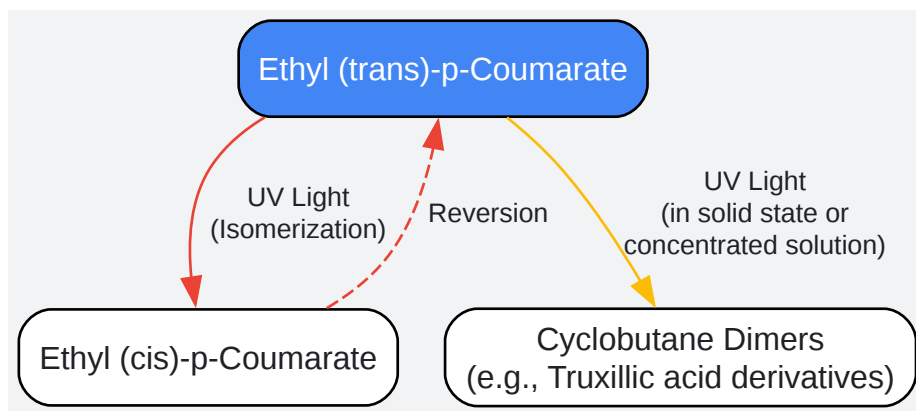 Ethyl (trans)-p-Coumarate
UV Light
(Isomerization)
Reversion
UV Light
(in solid state or
concentrated solution)
Ethyl (cis)-p-Coumarate
Cyclobutane Dimers
(e.g., Truxillic acid derivatives)